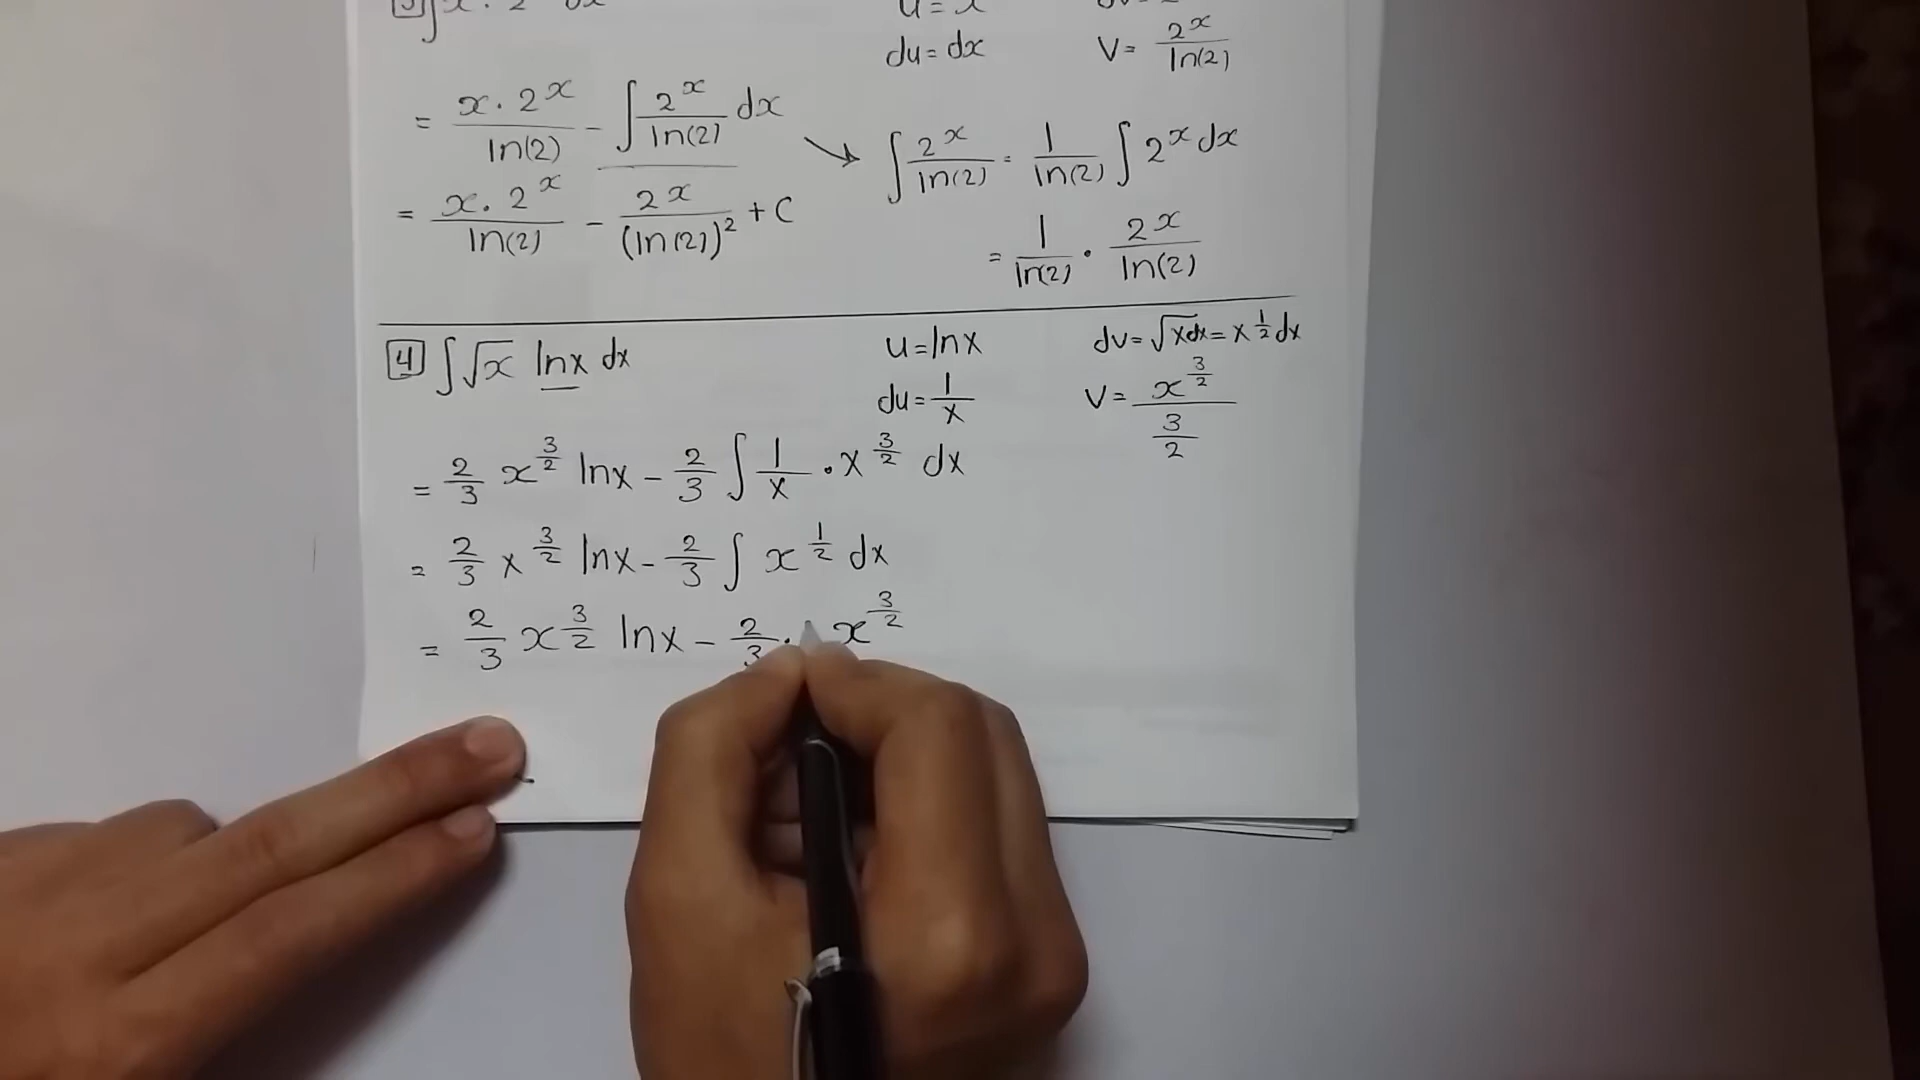 3 ∫ x · 2^x dx u = x dv =
du = dx v = 2^x / ln(2)
= x · 2^x / ln(2) - ∫ 2^x / ln(2) dx
∫ 2^x / ln(2) = 1 / ln(2) ∫ 2^x dx
= x · 2^x / ln(2) - 2^x / (ln(2))^2 + C
= 1 / ln(2) · 2^x / ln(2)
4 ∫ √x lnx dx u = lnx dv = √x dx = x^(1/2) dx
du = 1/x v = x^(3/2) / (3/2)
= 2/3 x^(3/2) lnx - 2/3 ∫ 1/x · x^(3/2) dx
= 2/3 x^(3/2) lnx - 2/3 ∫ x^(1/2) dx
= 2/3 x^(3/2) lnx - 2/3 · x^(3/2)